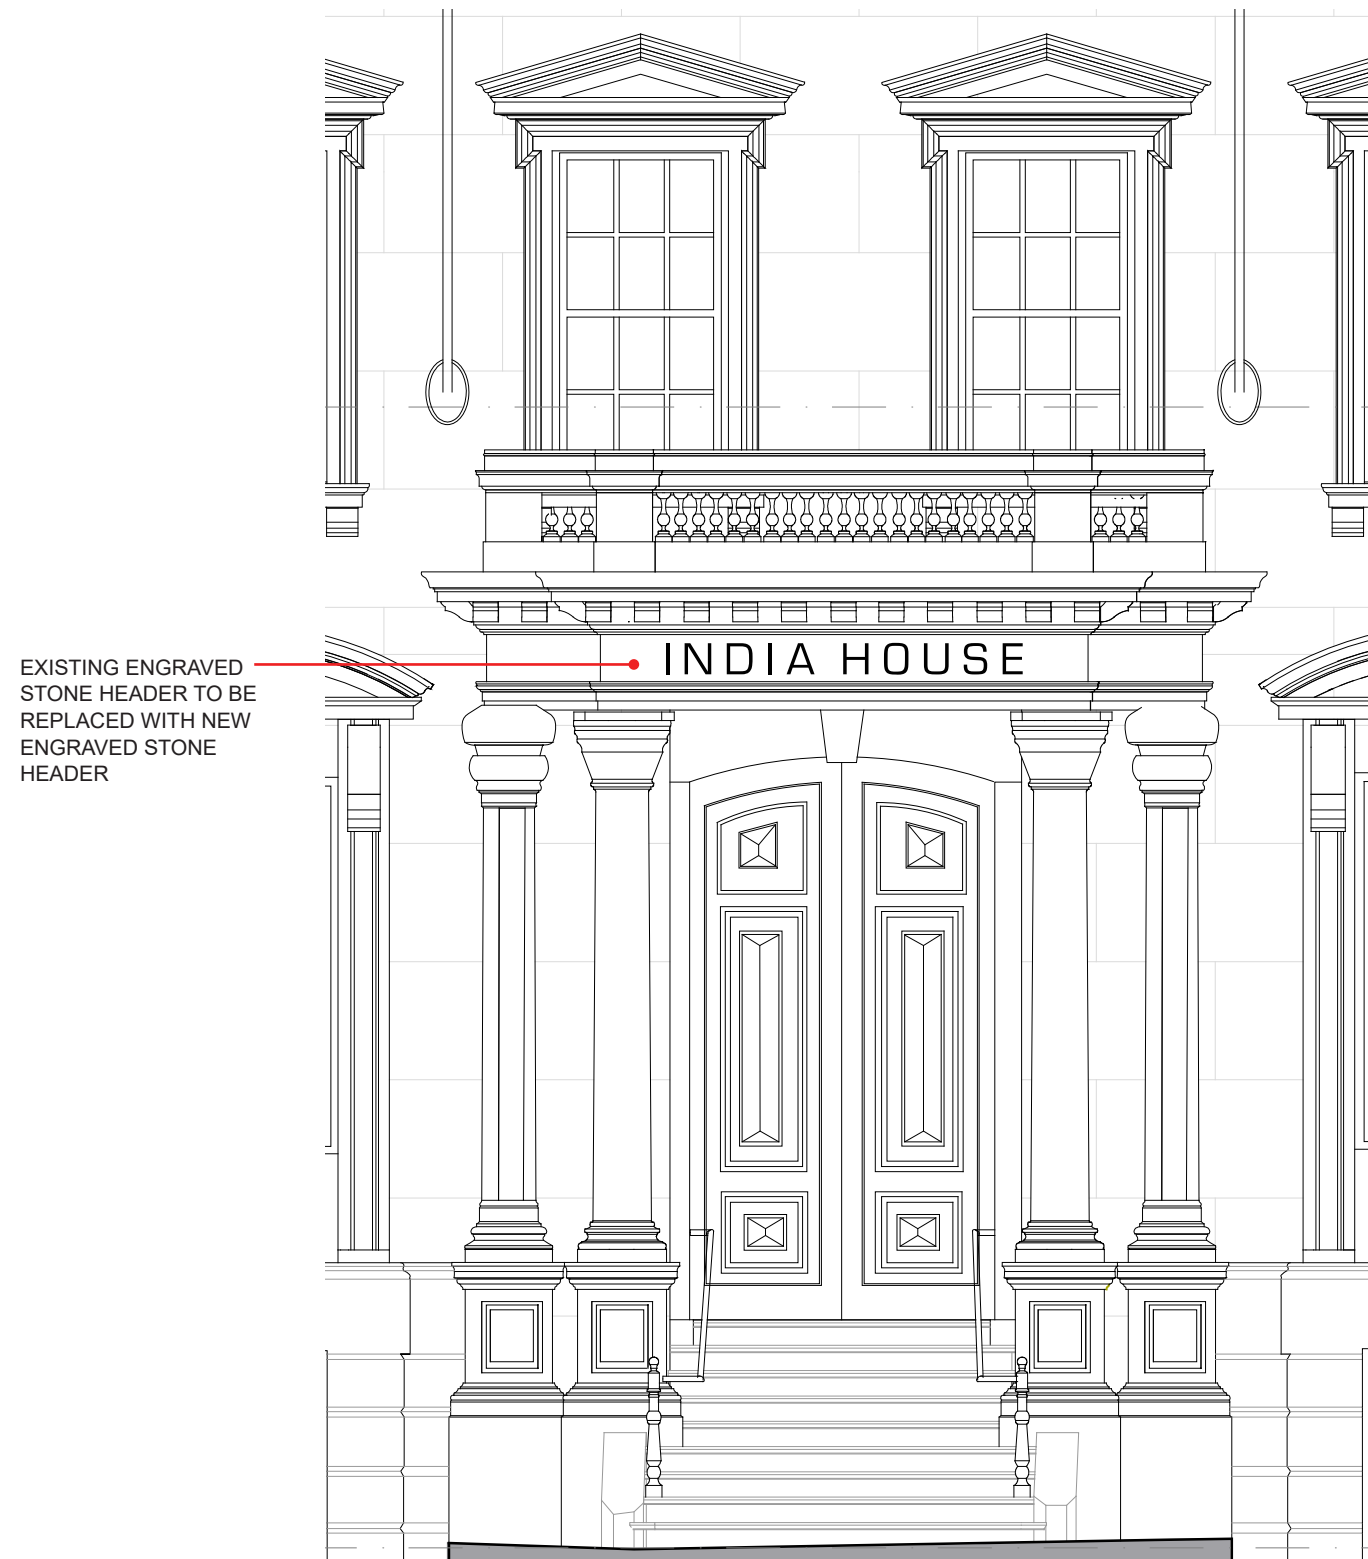 INDIA HOUSE
EXISTING ENGRAVED
STONE HEADER TO BE
REPLACED WITH NEW
ENGRAVED STONE
HEADER